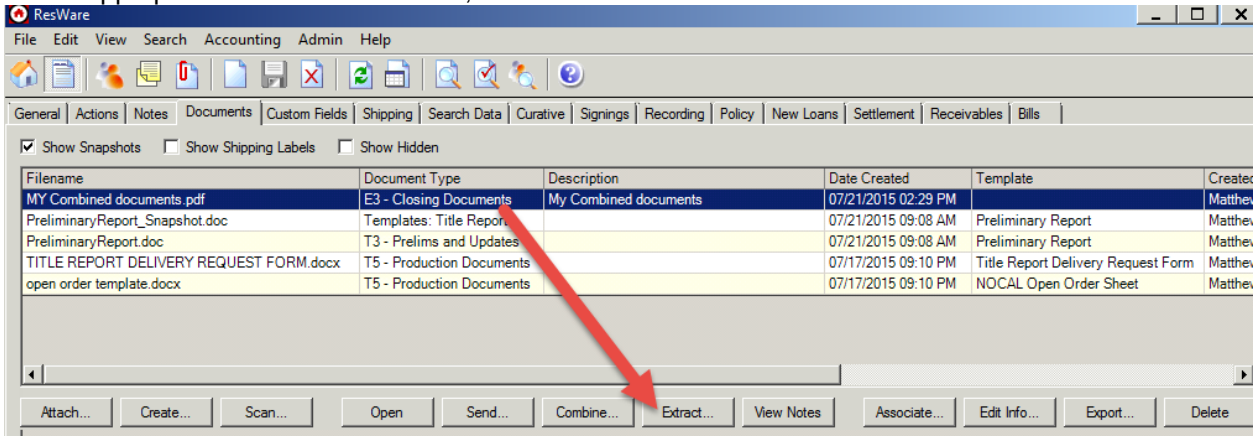 ResWare
File Edit View Search Accounting Admin Help
General Actions Notes Documents Custom Fields Shipping Search Data Curative Signings Recording Policy New Loans Settlement Receivables Bills
Show Snapshots Show Shipping Labels Show Hidden
Filename Document Type Description Date Created Template Created
MY Combined documents.pdf E3 - Closing Documents My Combined documents 07/21/2015 02:29 PM Matthew
PreliminaryReport_Snapshot.doc Templates: Title Report 07/21/2015 09:08 AM Preliminary Report Matthew
PreliminaryReport.doc T3 - Prelims and Updates 07/21/2015 09:08 AM Preliminary Report Matthew
TITLE REPORT DELIVERY REQUEST FORM.docx T5 - Production Documents 07/17/2015 09:10 PM Title Report Delivery Request Form Matthew
open order template.docx T5 - Production Documents 07/17/2015 09:10 PM NOCAL Open Order Sheet Matthew
Attach... Create... Scan... Open Send... Combine... Extract... View Notes Associate... Edit Info... Export... Delete